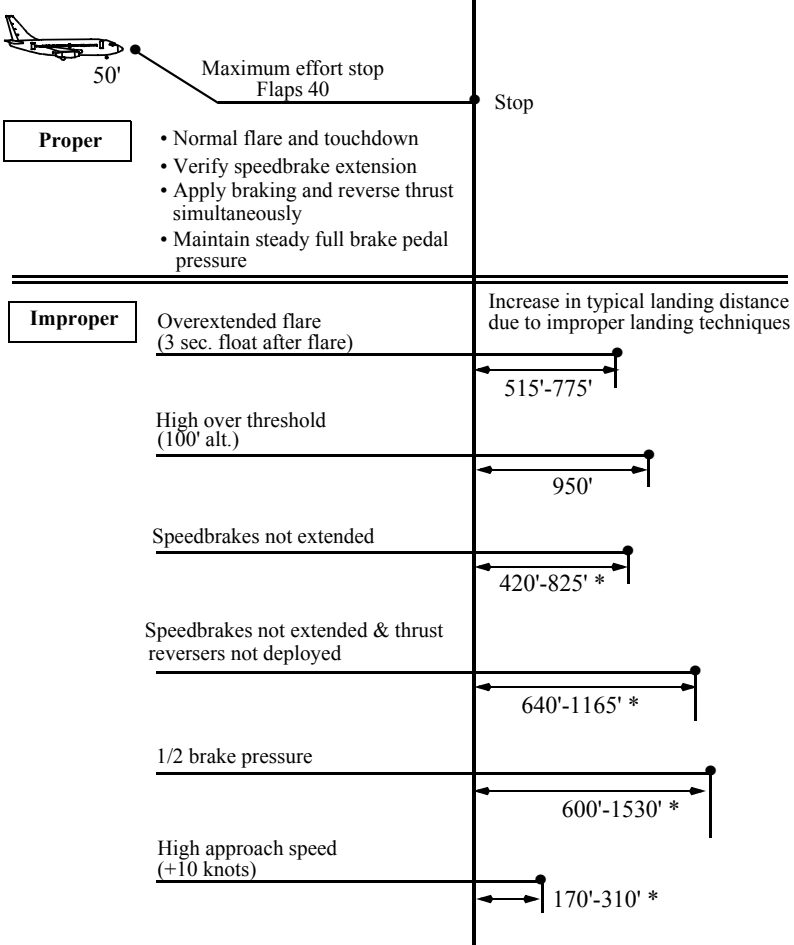 50'
Maximum effort stop
Flaps 40
Stop
Proper
• Normal flare and touchdown
• Verify speedbrake extension
• Apply braking and reverse thrust
simultaneously
• Maintain steady full brake pedal
pressure
Improper
Increase in typical landing distance
due to improper landing techniques
Overextended flare
(3 sec. float after flare)
515'-775'
High over threshold
(100' alt.)
950'
Speedbrakes not extended
420'-825' *
Speedbrakes not extended & thrust
reversers not deployed
640'-1165' *
1/2 brake pressure
600'-1530' *
High approach speed
(+10 knots)
170'-310' *